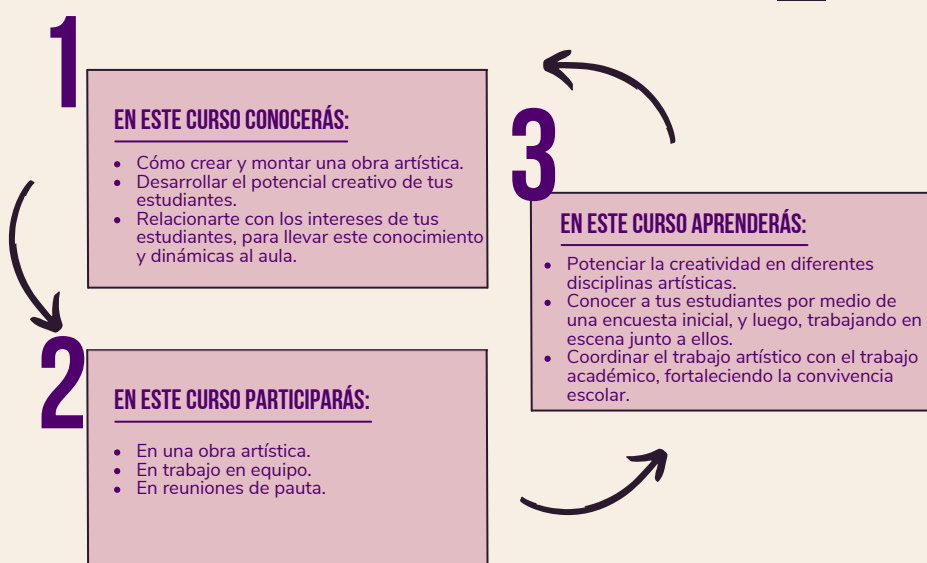 1
EN ESTE CURSO CONOCERÁS:
• Cómo crear y montar una obra artística.
• Desarrollar el potencial creativo de tus
estudiantes.
• Relacionarte con los intereses de tus
estudiantes, para llevar este conocimiento
y dinámicas al aula.
2
EN ESTE CURSO PARTICIPARÁS:
• En una obra artística.
• En trabajo en equipo.
• En reuniones de pauta.
3
EN ESTE CURSO APRENDERÁS:
• Potenciar la creatividad en diferentes
disciplinas artísticas.
• Conocer a tus estudiantes por medio de
una encuesta inicial, y luego, trabajando en
escena junto a ellos.
• Coordinar el trabajo artístico con el trabajo
académico, fortaleciendo la convivencia
escolar.